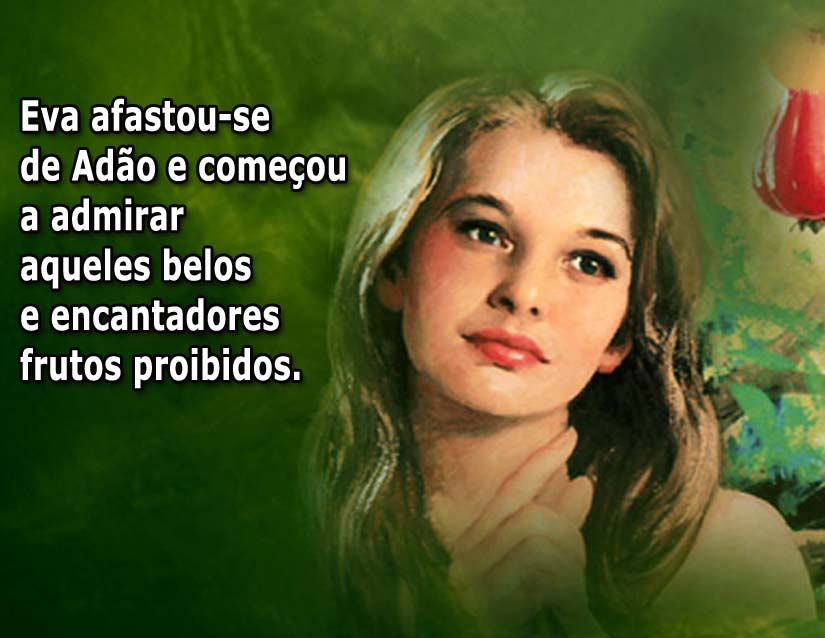 Eva afastou-se
de Adão e começou
a admirar
aqueles belos
e encantadores
frutos proibidos.